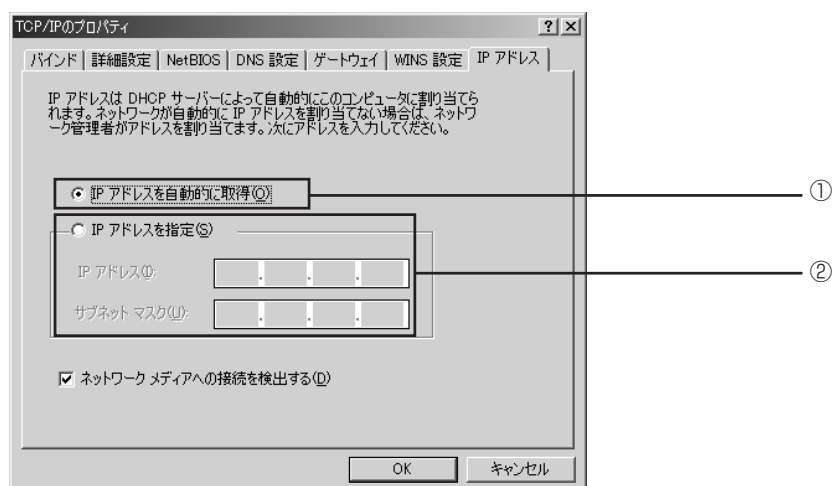 TCP/IPのプロパティ
バインド 詳細設定 NetBIOS DNS 設定 ゲートウェイ WINS 設定 IP アドレス
IP アドレスは DHCP サーバーによって自動的にこのコンピュータに割り当てら
れます。ネットワークが自動的に IP アドレスを割り当てない場合は、ネットワ
ーク管理者がアドレスを割り当てます。次にアドレスを入力してください。
IP アドレスを自動的に取得(O)
①
IP アドレスを指定(S)
IP アドレス(I):
②
サブネット マスク(U):
ネットワーク メディアへの接続を検出する(D)
OK キャンセル